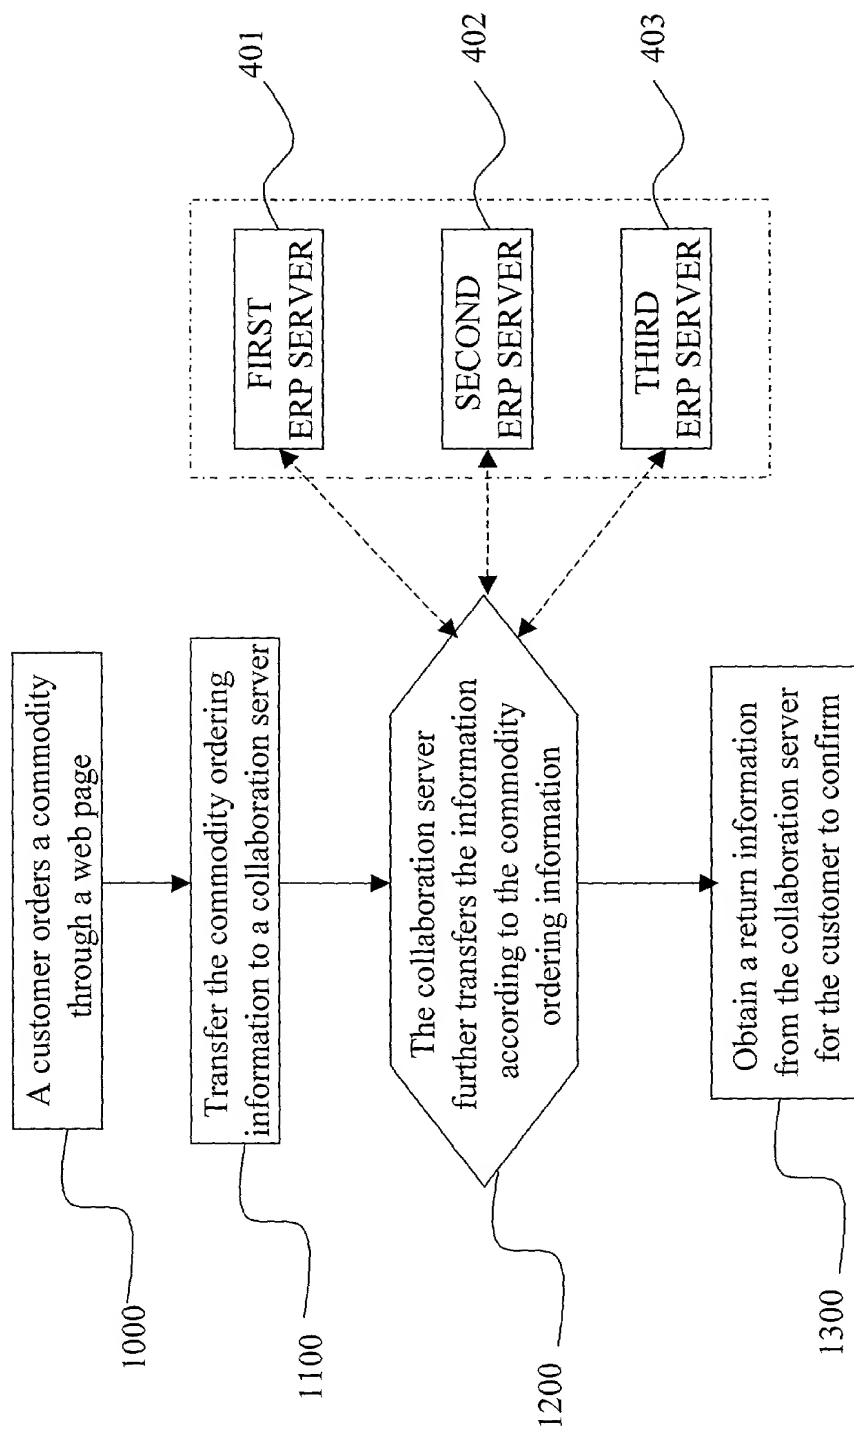 A customer orders a commodity
through a web page
1000
Transfer the commodity ordering
information to a collaboration server
1100
The collaboration server
further transfers the information
according to the commodity
ordering information
1200
FIRST
ERP SERVER
401
SECOND
ERP SERVER
402
THIRD
ERP SERVER
403
Obtain a return information
from the collaboration server
for the customer to confirm
1300